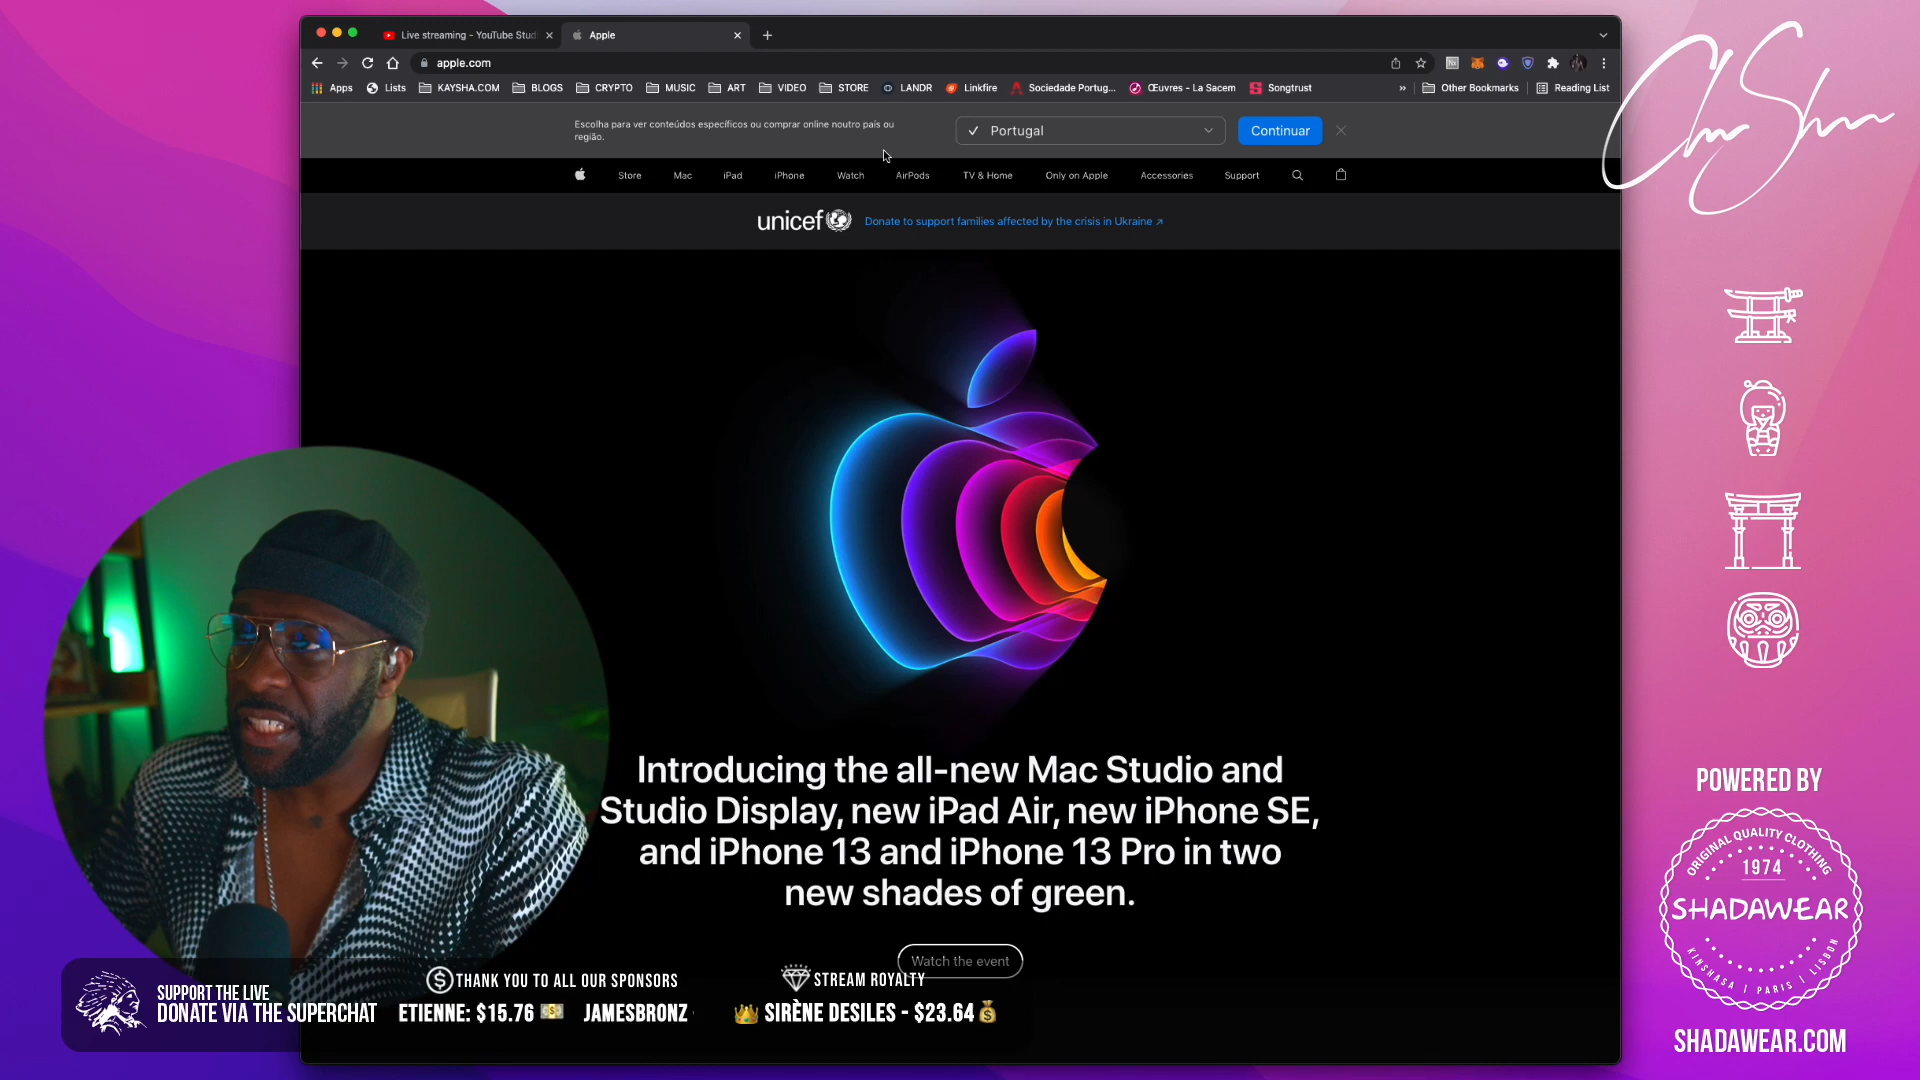 Live streaming - YouTube Studi
Apple
apple.com
Apps
Lists
KAYSHA.COM
BLOGS
CRYPTO
MUSIC
ART
VIDEO
STORE
LANDR
Linkfire
Sociedade Portug...
Œuvres - La Sacem
Songtrust
»
Other Bookmarks
Reading List
Escolha para ver conteúdos específicos ou comprar online noutro país ou
região.
Portugal
Continuar
Store
Mac
iPad
iPhone
Watch
AirPods
TV & Home
Only on Apple
Accessories
Support
unicef
Donate to support families affected by the crisis in Ukraine ↗
Introducing the all-new Mac Studio and
Studio Display, new iPad Air, new iPhone SE,
and iPhone 13 and iPhone 13 Pro in two
new shades of green.
Watch the event
SUPPORT THE LIVE
DONATE VIA THE SUPERCHAT
THANK YOU TO ALL OUR SPONSORS
ETIENNE: $15.76 💵 JAMESBRONZ
STREAM ROYALTY
👑 SIRÈNE DESILES - $23.64 💰
POWERED BY
ORIGINAL QUALITY CLOTHING
1974
SHADAWEAR
KINSHASA | PARIS | LISBON
SHADAWEAR.COM